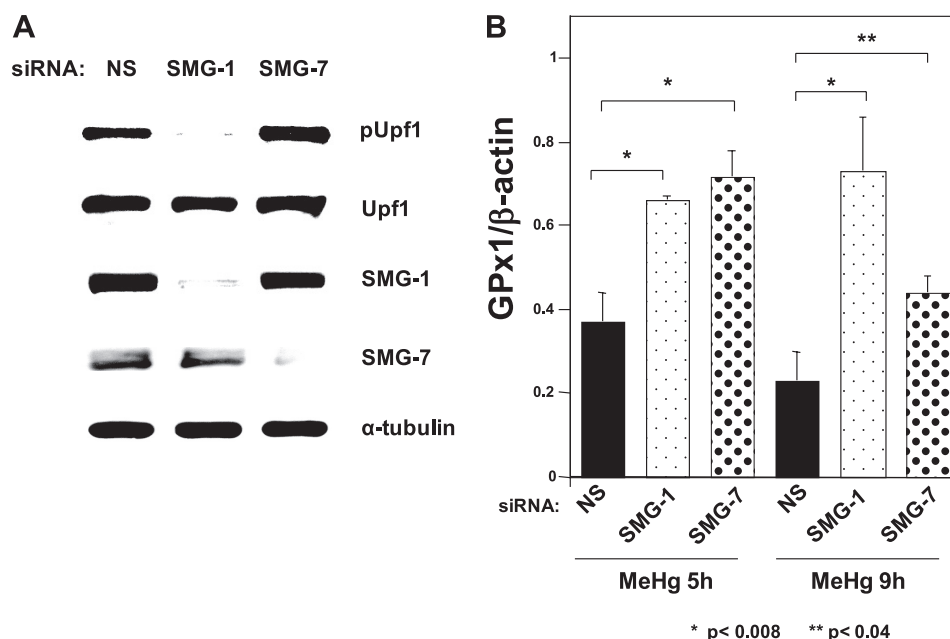 A
siRNA: NS SMG-1 SMG-7
pUpf1
Upf1
SMG-1
SMG-7
α-tubulin
B
GPx1/β-actin
1
0.8
0.6
0.4
0.2
0
**
*
*
*
siRNA: NS SMG-1 SMG-7 NS SMG-1 SMG-7
MeHg 5h MeHg 9h
* p< 0.008 ** p< 0.04